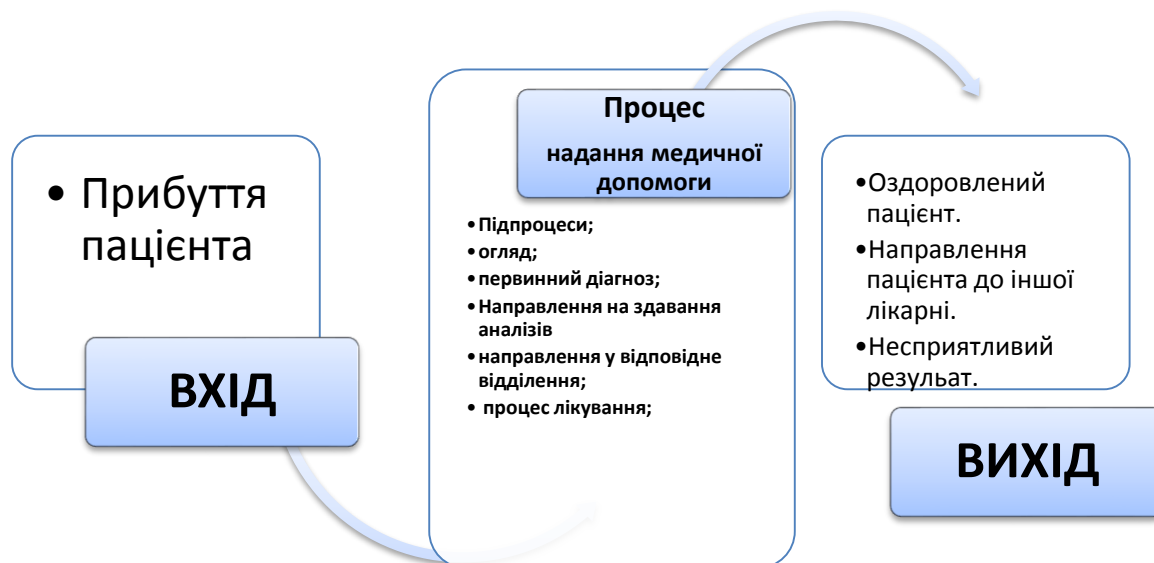 • Прибуття
пацієнта
ВХІД
Процес
надання медичної
допомоги
•Підпроцеси;
•огляд;
•первинний діагноз;
•Направлення на здавання
аналізів
•направлення у відповідне
відділення;
• процес лікування;
•Оздоровлений
пацієнт.
•Направлення
пацієнта до іншої
лікарні.
•Несприятливий
резульат.
ВИХІД